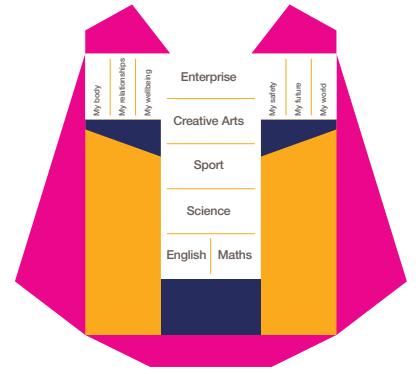 My body
My relationships
My wellbeing
Enterprise
Creative Arts
Sport
Science
English
Maths
My safety
My future
My world